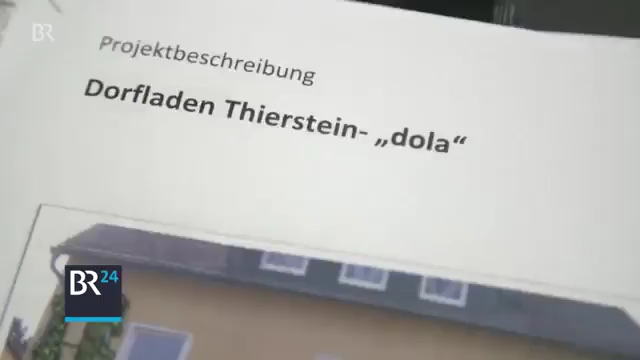 BR
Projektbeschreibung
Dorfladen Thierstein- „dola“
BR24